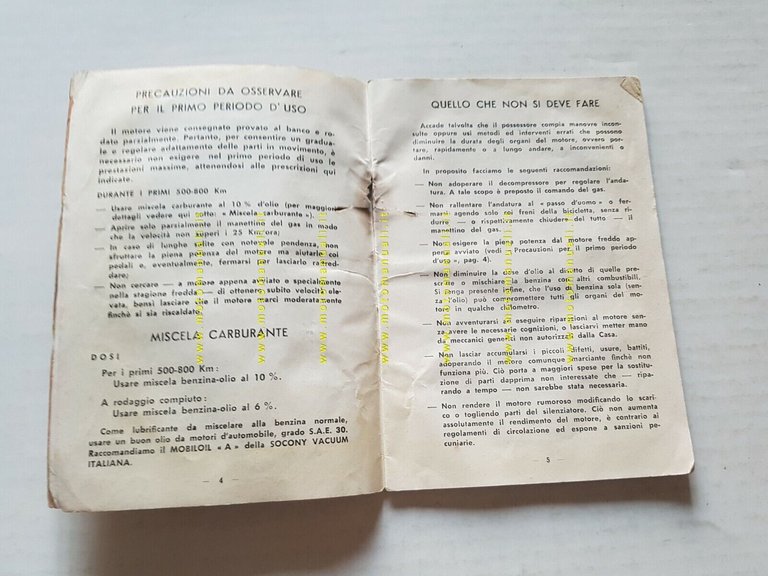 PRECAUZIONI DA OSSERVARE
PER IL PRIMO PERIODO D'USO
Il motore viene consegnato provato al banco e ro-
dato parzialmente. Pertanto, per consentire un gradua-
le e regolare adattamento delle parti in movimento, è
necessario non esigere nel primo periodo di uso le
prestazioni massime, attenendosi alle prescrizioni qui
indicate.
DURANTE I PRIMI 500-800 Km
— Usare miscela carburante al 10 % d'olio (per maggiori
dettagli vedere qui sotto: « Miscela carburante »).
— Aprire solo parzialmente il manettino del gas in modo
che la velocità non superi i 25 Km/ora;
— In caso di lunghe salite con notevole pendenza, non
sfruttare la piena potenza del motore ma aiutarlo coi
pedali e, eventualmente, fermarsi per lasciarlo raffred-
dare;
— Non cercare — a motore appena avviato o specialmente
nella stagione fredda — di ottenere subito velocità ele-
vate, bensì lasciare che il motore marci moderatamente
finchè si sia riscaldato.
MISCELA CARBURANTE
DOSI
Per i primi 500-800 Km:
Usare miscela benzina-olio al 10 %.
A rodaggio compiuto:
Usare miscela benzina-olio al 6 %.
Come lubrificante da miscelare alla benzina normale,
usare un buon olio da motori d'automobile, grado S.A.E. 30.
Raccomandiamo il MOBILOIL « A » della SOCONY VACUUM
ITALIANA.
— 4 —
QUELLO CHE NON SI DEVE FARE
Accade talvolta che il possessore compia manovre incon-
sulte oppure usi metodi ed interventi errati che possono
diminuire la durata degli organi del motore, ovvero por-
tare, rapidamente o a lungo andare, a inconvenienti o
danni.
In proposito facciamo le seguenti raccomandazioni:
— Non adoperare il decompressore per regolare l'anda-
tura. A tale scopo è preposto il comando del gas.
— Non rallentare l'andatura al « passo d'uomo » o fer-
marsi agendo solo sui freni della bicicletta, senza ri-
durre — o rispettivamente chiudere del tutto — il
manettino del gas.
— Non esigere la piena potenza dal motore freddo
appena avviato (vedi « Precauzioni per il primo periodo
d'uso », pag. 4).
— Non diminuire la dose d'olio al disotto di quelle pre-
scritte o mischiare la benzina con altri combustibili.
Si tenga presente infine, che l'uso di benzina sola (sen-
za l'olio) può compromettere tutti gli organi del mo-
tore in qualche chilometro.
— Non avventurarsi ad eseguire riparazioni al motore sen-
za avere le necessarie cognizioni, o lasciarvi metter mano
da meccanici generici non autorizzati dalla Casa.
— Non lasciar accumularsi i piccoli difetti, usure, battiti,
adoperando il motore comunque « marciante finchè non
funziona più. Ciò porta a maggiori spese per la sostituzi-
one di parti dapprima non interessate che — ripa-
rando a tempo — non sarebbe stata necessaria.
— Non rendere il motore rumoroso modificando lo scari-
co o togliendo parti del silenziatore. Ciò non aumenta
assolutamente il rendimento del motore, è contrario ai
regolamenti di circolazione ed espone a sanzioni pe-
cuniarie.
— 5 —